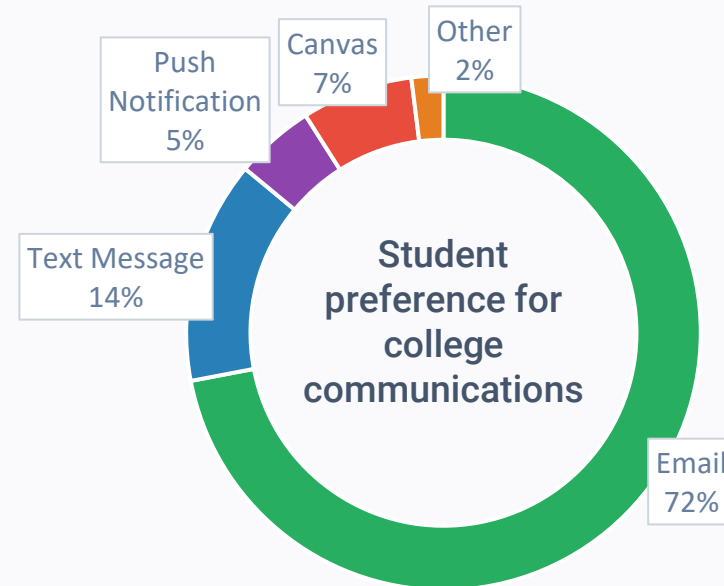 Other
2%
Canvas
7%
Push
Notification
5%
Text Message
14%
Student
preference for
college
communications
Email
72%